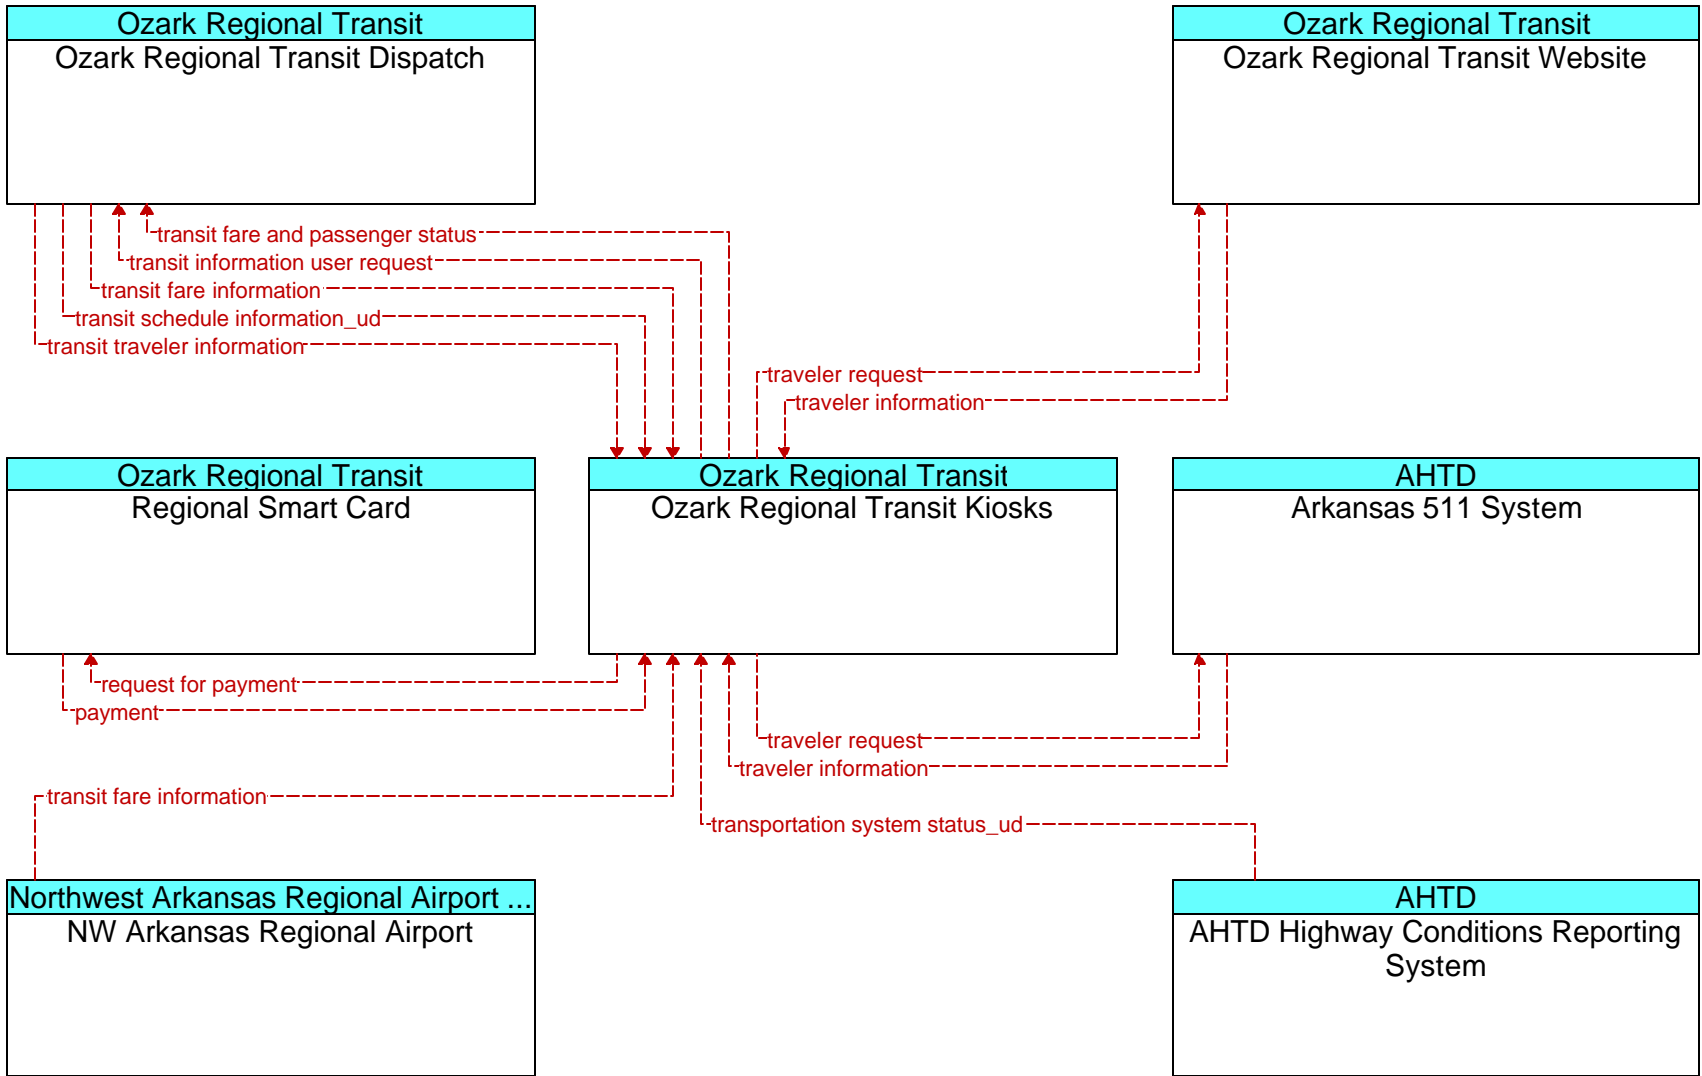 Ozark Regional Transit
Ozark Regional Transit Dispatch
Ozark Regional Transit
Ozark Regional Transit Website
transit fare and passenger status
transit information user request
transit fare information
transit schedule information_ud
transit traveler information
traveler request
traveler information
Ozark Regional Transit
Regional Smart Card
Ozark Regional Transit
Ozark Regional Transit Kiosks
AHTD
Arkansas 511 System
request for payment
payment
traveler request
traveler information
transit fare information
transportation system status_ud
Northwest Arkansas Regional Airport ...
NW Arkansas Regional Airport
AHTD
AHTD Highway Conditions Reporting
System